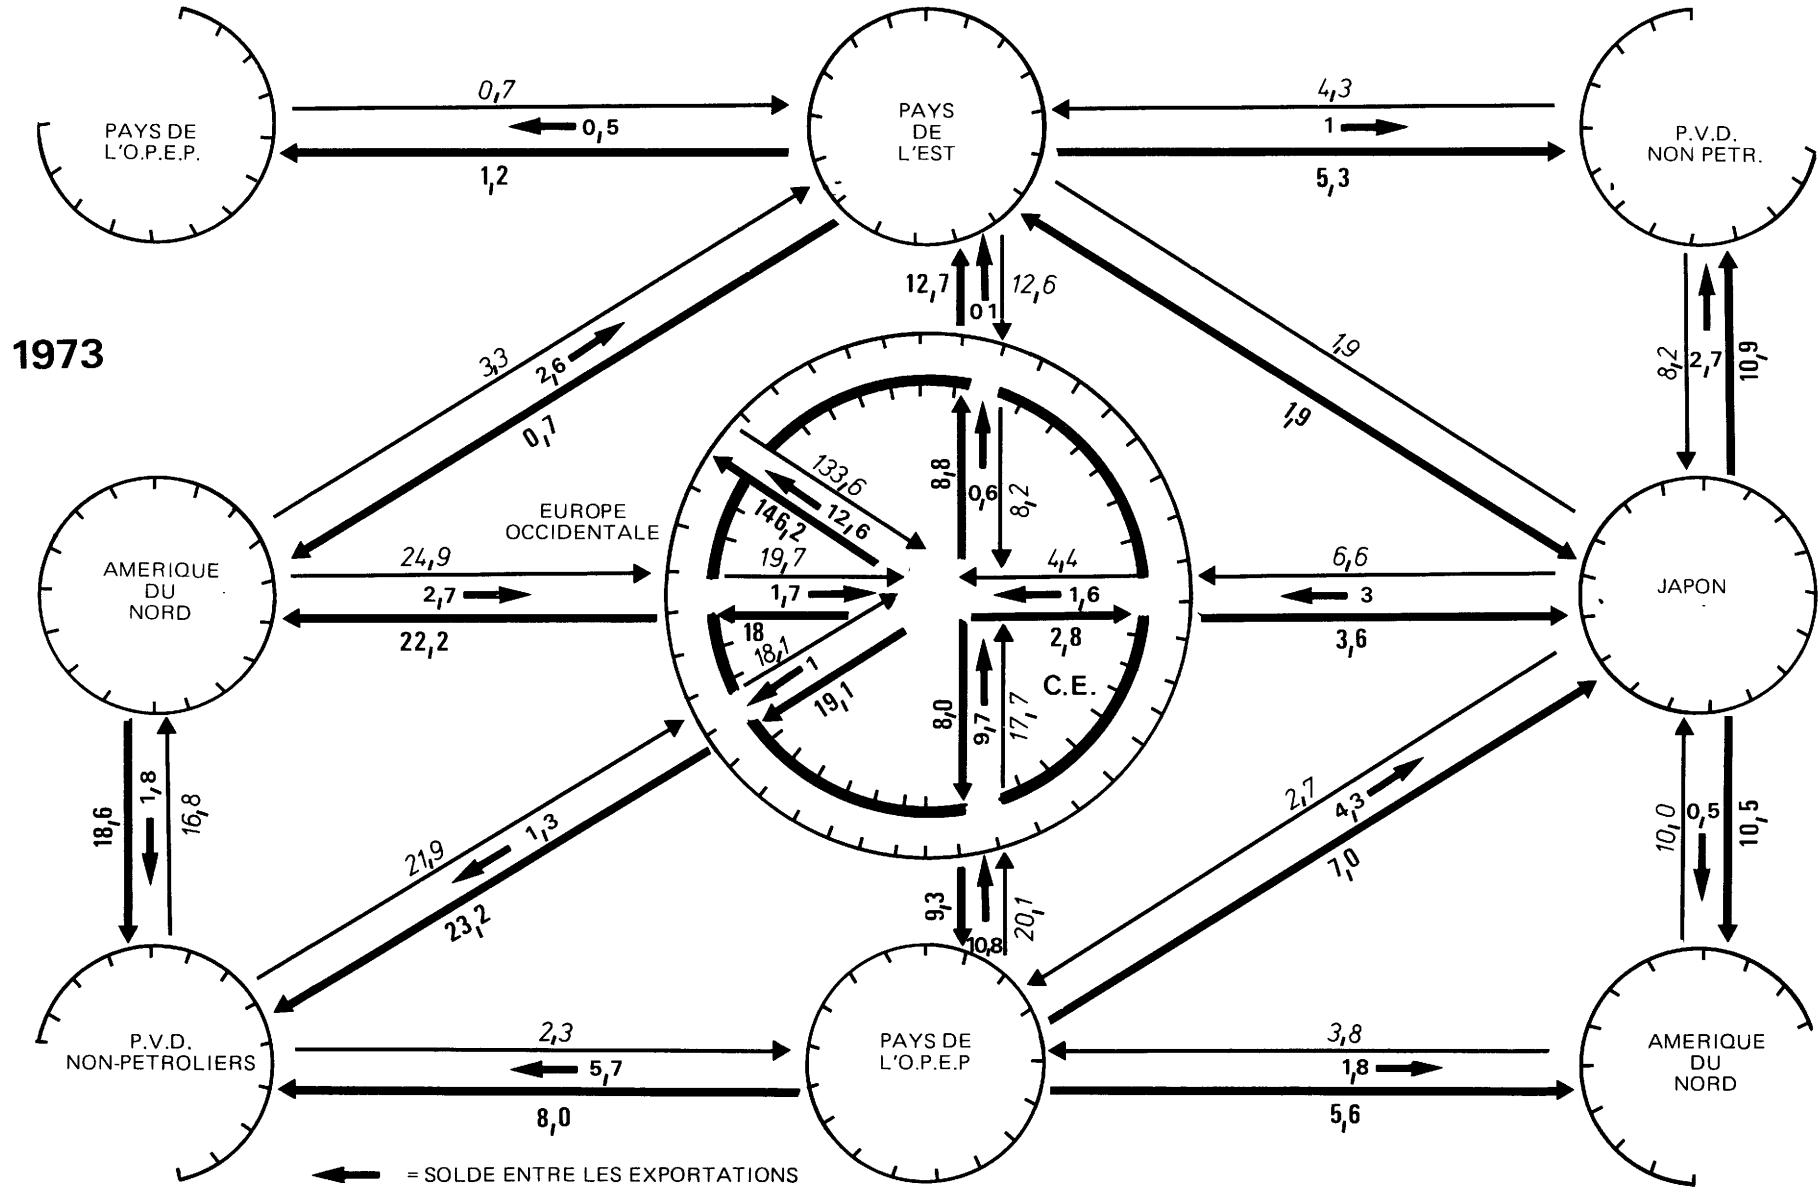 0,7
0,5
1,2
PAYS DE
L'O.P.E.P.
PAYS
DE
L'EST
4,3
1
5,3
P.V.D.
NON PETR.
1973
12,7
0 1
12,6
3,3
2,6
0,7
1,9
1,9
8,2
2,7
10,9
EUROPE
OCCIDENTALE
133,6
12,6
146,2
8,8
0,6
8,2
AMERIQUE
DU
NORD
24,9
2,7
22,2
19,7
1,7
18
4,4
1,6
2,8
6,6
3
3,6
JAPON
18,1
1
19,1
8,0
9,7
17,7
C.E.
18,6
1,8
16,8
21,9
1,3
23,2
9,3
10,8
20,1
2,7
4,3
7,0
10,0
0,5
10,5
P.V.D.
NON-PETROLIERS
2,3
5,7
8,0
PAYS DE
L'O.P.E.P
3,8
1,8
5,6
AMERIQUE
DU
NORD
= SOLDE ENTRE LES EXPORTATIONS